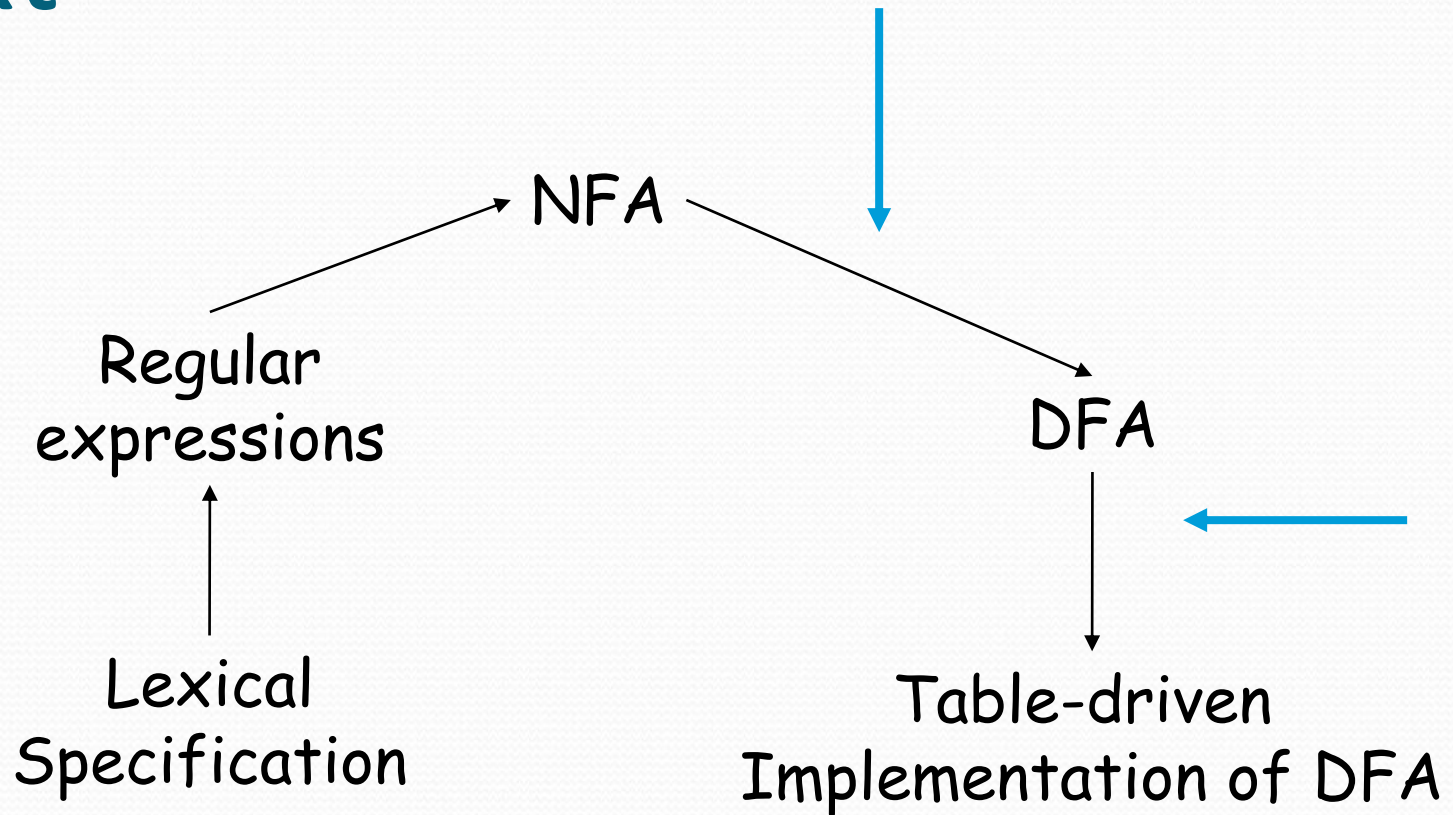 NFA
Regular
expressions
DFA
Lexical
Specification
Table-driven
Implementation of DFA